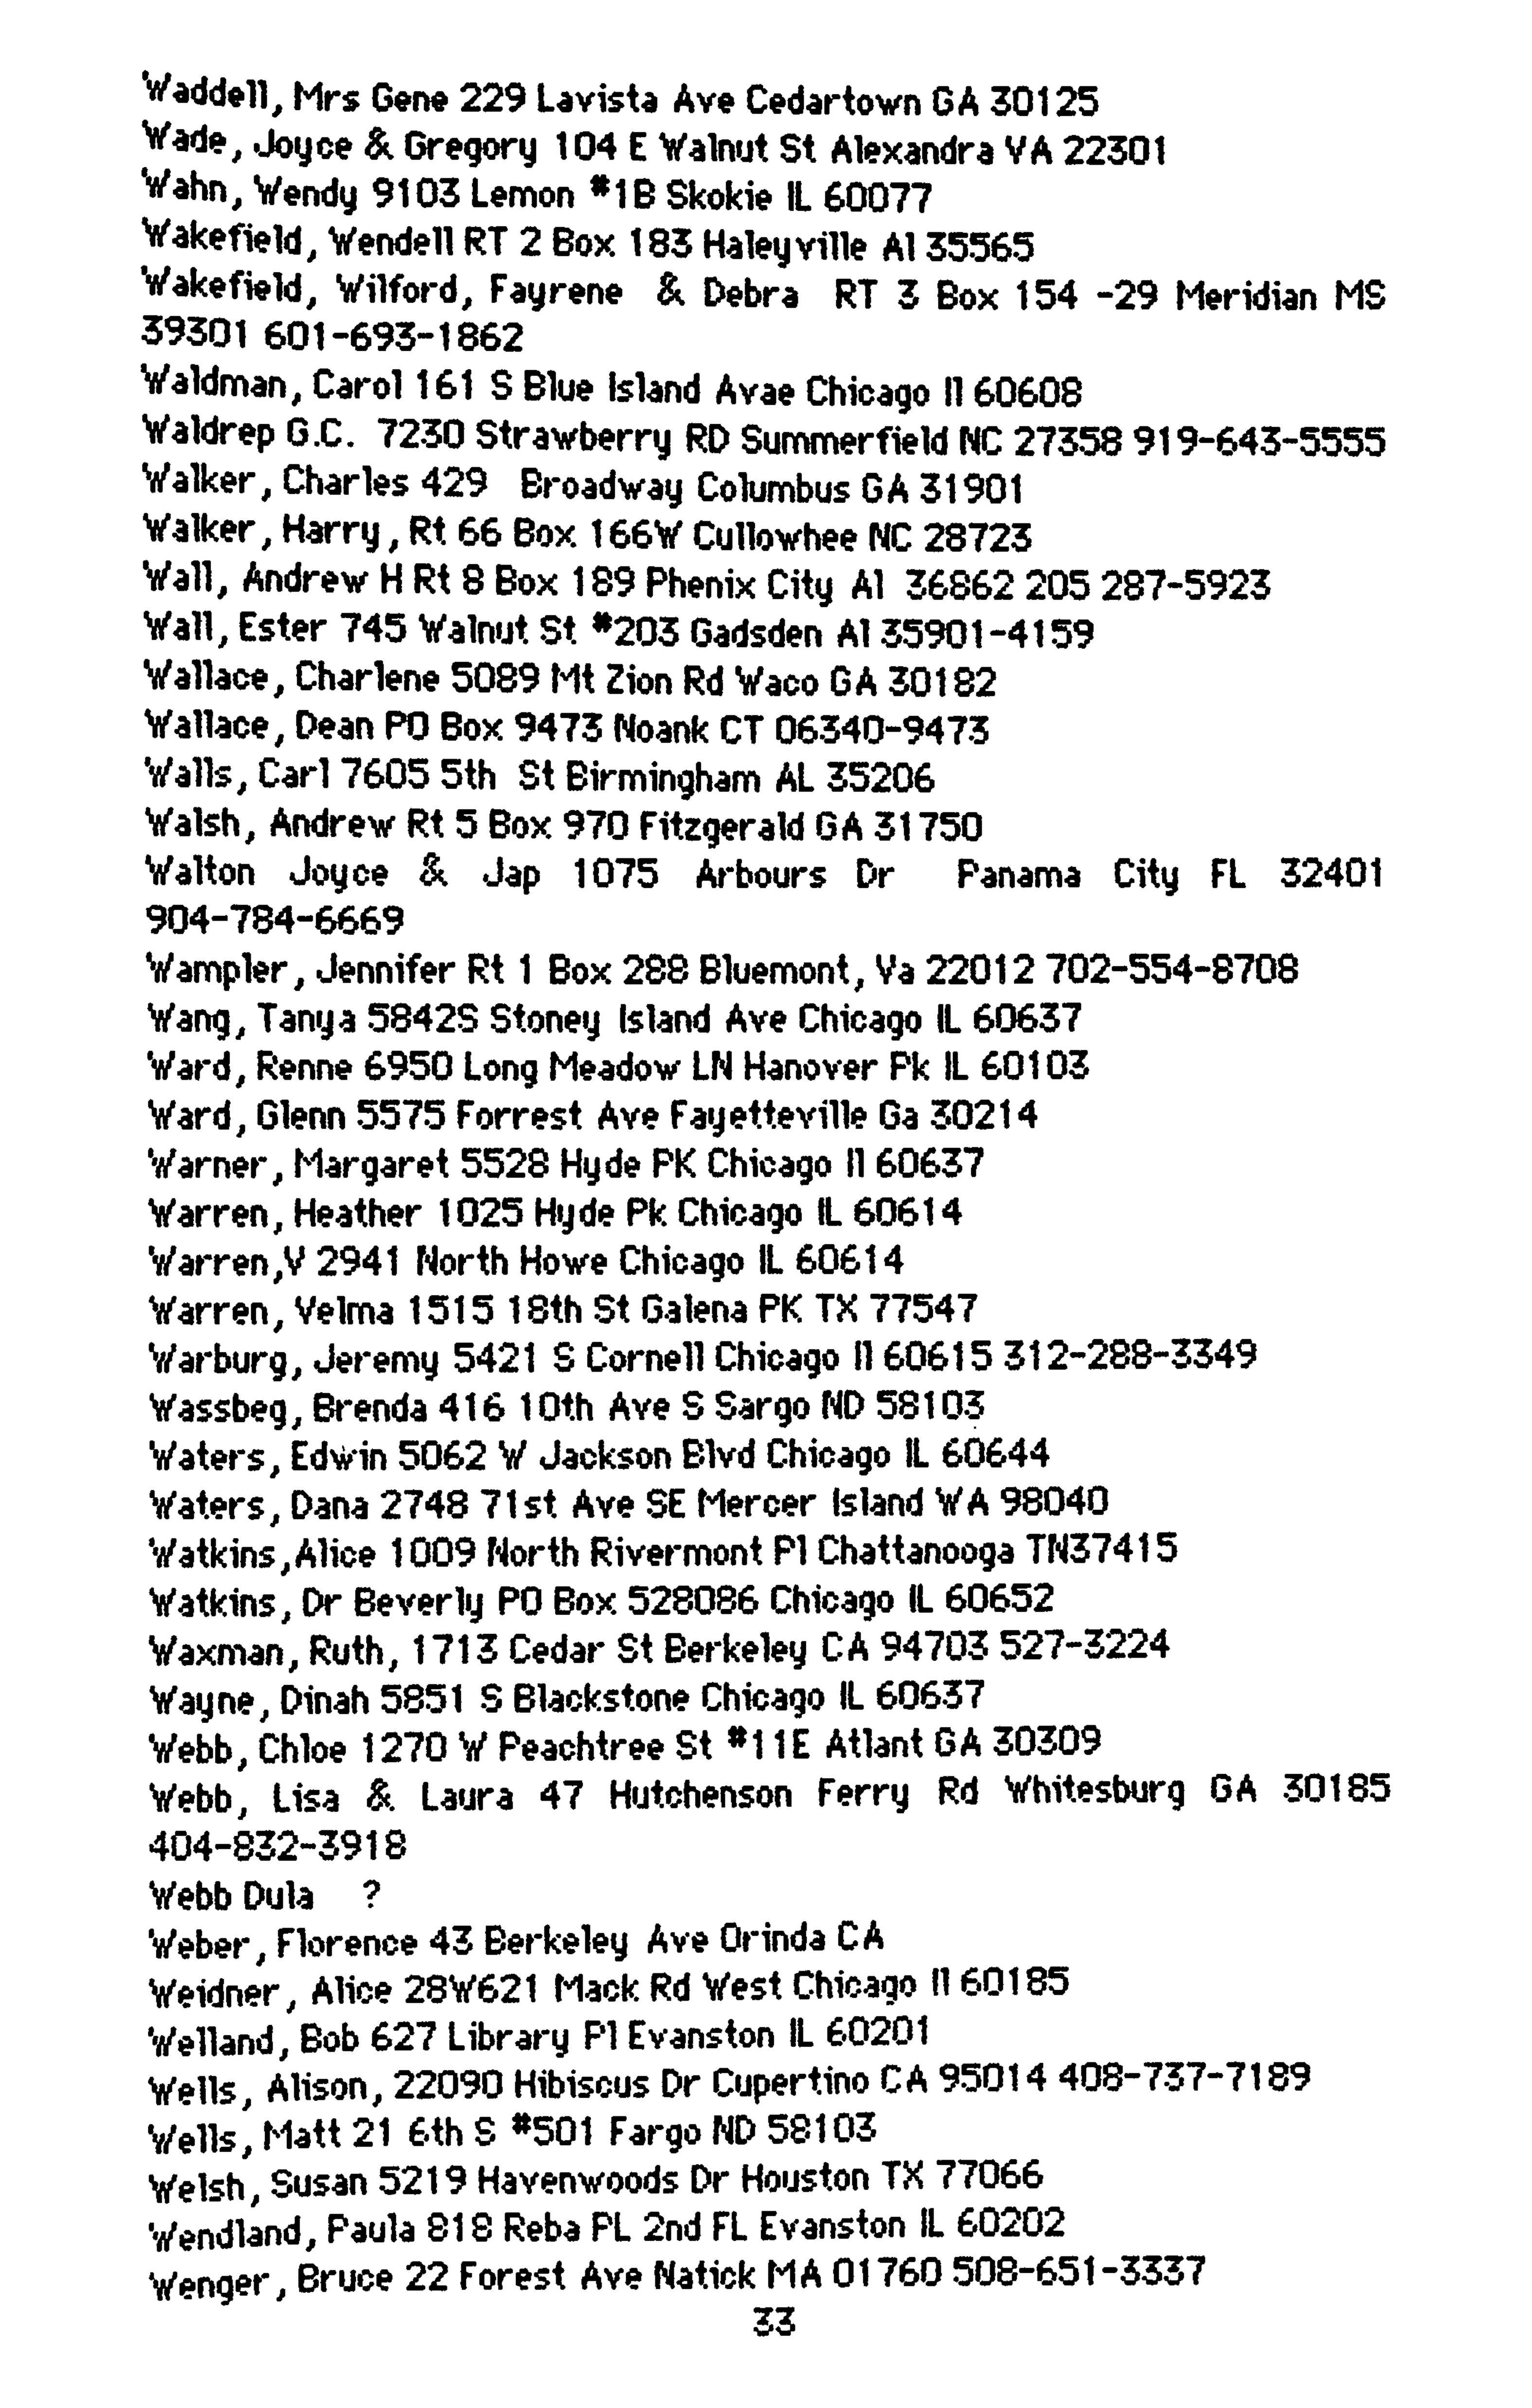 Waddell, Mrs Gene 229 Lavista Ave Cedartown GA 30125
Wade, Joyce & Gregory 104 E Walnut St Alexandra VA 22301
Wahn, Wendy 9103 Lemon #1B Skokie IL 60077
Wakefield, Wendell RT 2 Box 183 Haleyville Al 35565
Wakefield, Wilford, Fayrene & Debra RT 3 Box 154 -29 Meridian MS
39301 601-693-1862
Waldman, Carol 161 S Blue Island Avae Chicago Il 60608
Waldrep G.C. 7230 Strawberry RD Summerfield NC 27358 919-643-5555
Walker, Charles 429 Broadway Columbus GA 31901
Walker, Harry, Rt 66 Box 166W Cullowhee NC 28723
Wall, Andrew H Rt 8 Box 189 Phenix City Al 36862 205 287-5923
Wall, Ester 745 Walnut St #203 Gadsden Al 35901-4159
Wallace, Charlene 5089 Mt Zion Rd Waco GA 30182
Wallace, Dean PO Box 9473 Noank CT 06340-9473
Walls, Carl 7605 5th St Birmingham AL 35206
Walsh, Andrew Rt 5 Box 970 Fitzgerald GA 31750
Walton Joyce & Jap 1075 Arbours Dr Panama City FL 32401
904-784-6669
Wampler, Jennifer Rt 1 Box 288 Bluemont, Va 22012 702-554-8708
Wang, Tanya 5842S Stoney Island Ave Chicago IL 60637
Ward, Renne 6950 Long Meadow LN Hanover Pk IL 60103
Ward, Glenn 5575 Forrest Ave Fayetteville Ga 30214
Warner, Margaret 5528 Hyde PK Chicago Il 60637
Warren, Heather 1025 Hyde Pk Chicago IL 60614
Warren,V 2941 North Howe Chicago IL 60614
Warren, Velma 1515 18th St Galena PK TX 77547
Warburg, Jeremy 5421 S Cornell Chicago Il 60615 312-288-3349
Wassbeg, Brenda 416 10th Ave S Sargo ND 58103
Waters, Edwin 5062 W Jackson Blvd Chicago IL 60644
Waters, Dana 2748 71st Ave SE Mercer Island WA 98040
Watkins,Alice 1009 North Rivermont Pl Chattanooga TN37415
Watkins, Dr Beverly PO Box 528086 Chicago IL 60652
Waxman, Ruth, 1713 Cedar St Berkeley CA 94703 527-3224
Wayne, Dinah 5851 S Blackstone Chicago IL 60637
Webb, Chloe 1270 W Peachtree St #11E Atlant GA 30309
Webb, Lisa & Laura 47 Hutchenson Ferry Rd Whitesburg GA 30185
404-832-3918
Webb Dula ?
Weber, Florence 43 Berkeley Ave Orinda CA
Weidner, Alice 28W621 Mack Rd West Chicago Il 60185
Welland, Bob 627 Library Pl Evanston IL 60201
Wells, Alison, 22090 Hibiscus Dr Cupertino CA 95014 408-737-7189
Wells, Matt 21 6th S #501 Fargo ND 58103
Welsh, Susan 5219 Havenwoods Dr Houston TX 77066
Wendland, Paula 818 Reba PL 2nd FL Evanston IL 60202
Wenger, Bruce 22 Forest Ave Natick MA 01760 508-651-3337
33